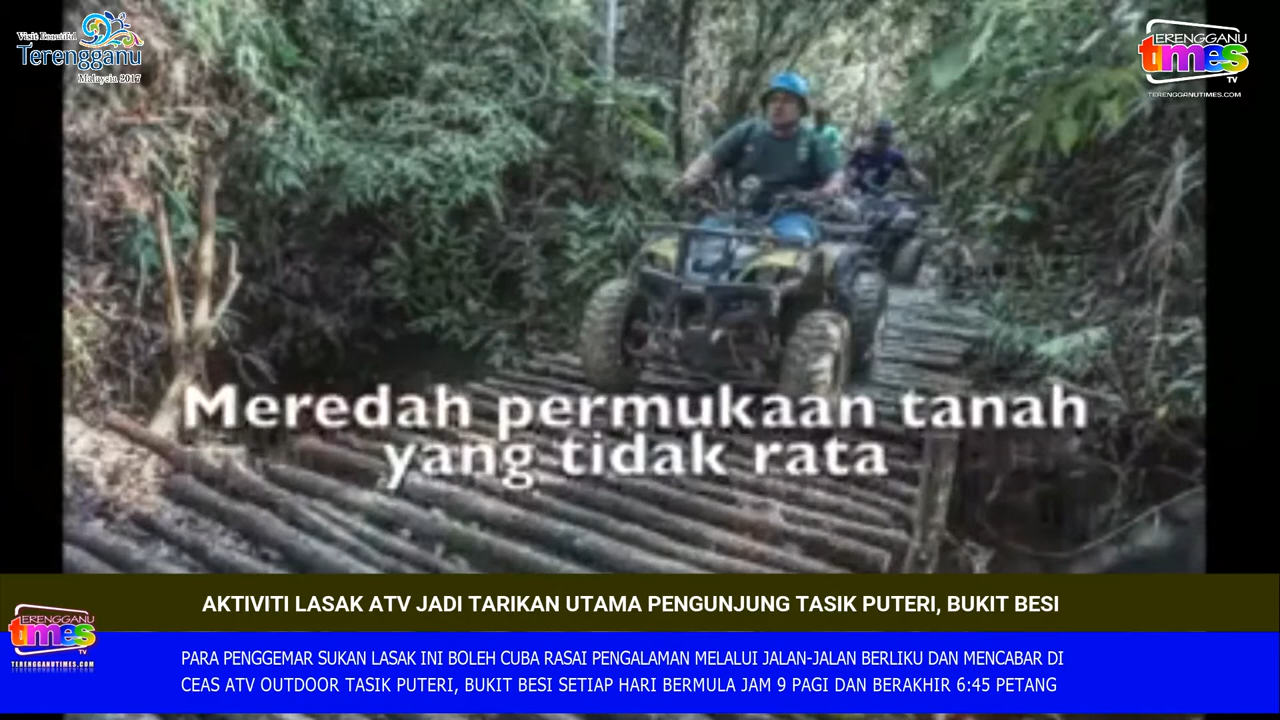 Visit Beautiful
Terengganu
Malaysia 2017
TERENGGANU
times
TV
TERENGGANUTIMES.COM
Meredah permukaan tanah
yang tidak rata
AKTIVITI LASAK ATV JADI TARIKAN UTAMA PENGUNJUNG TASIK PUTERI, BUKIT BESI
TERENGGANU
times
TV
TERENGGANUTIMES.COM
PARA PENGGEMAR SUKAN LASAK INI BOLEH CUBA RASAI PENGALAMAN MELALUI JALAN-JALAN BERLIKU DAN MENCABAR DI
CEAS ATV OUTDOOR TASIK PUTERI, BUKIT BESI SETIAP HARI BERMULA JAM 9 PAGI DAN BERAKHIR 6:45 PETANG